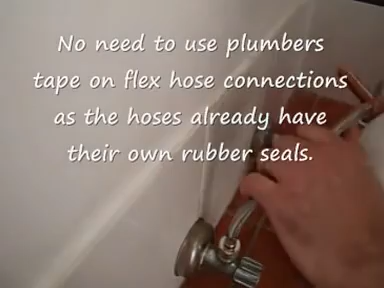 No need to use plumbers
tape on flex hose connections
as the hoses already have
their own rubber seals.